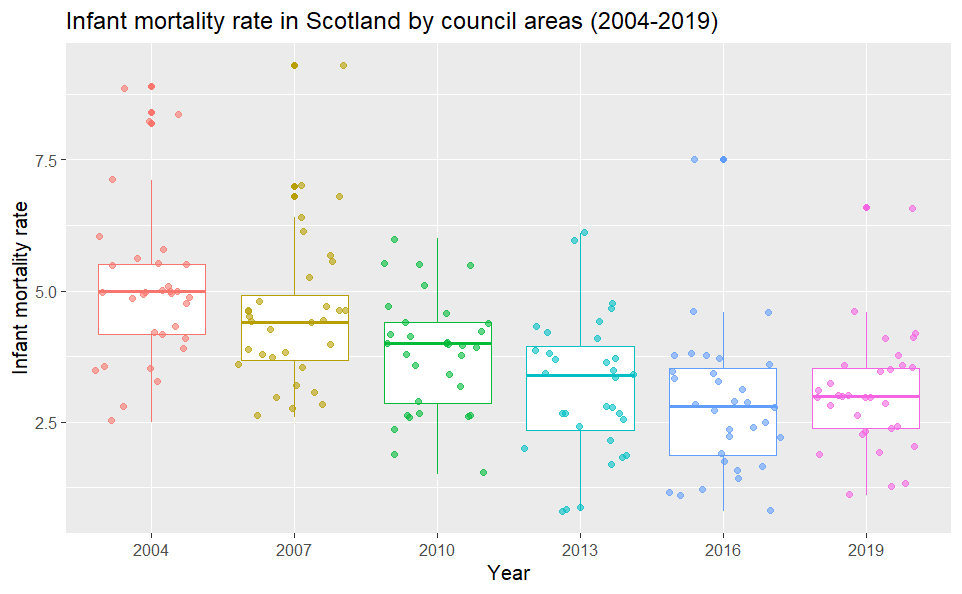 Infant mortality rate in Scotland by council areas (2004-2019)
Infant mortality rate
7.5
5.0
2.5
2004 2007 2010 2013 2016 2019
Year